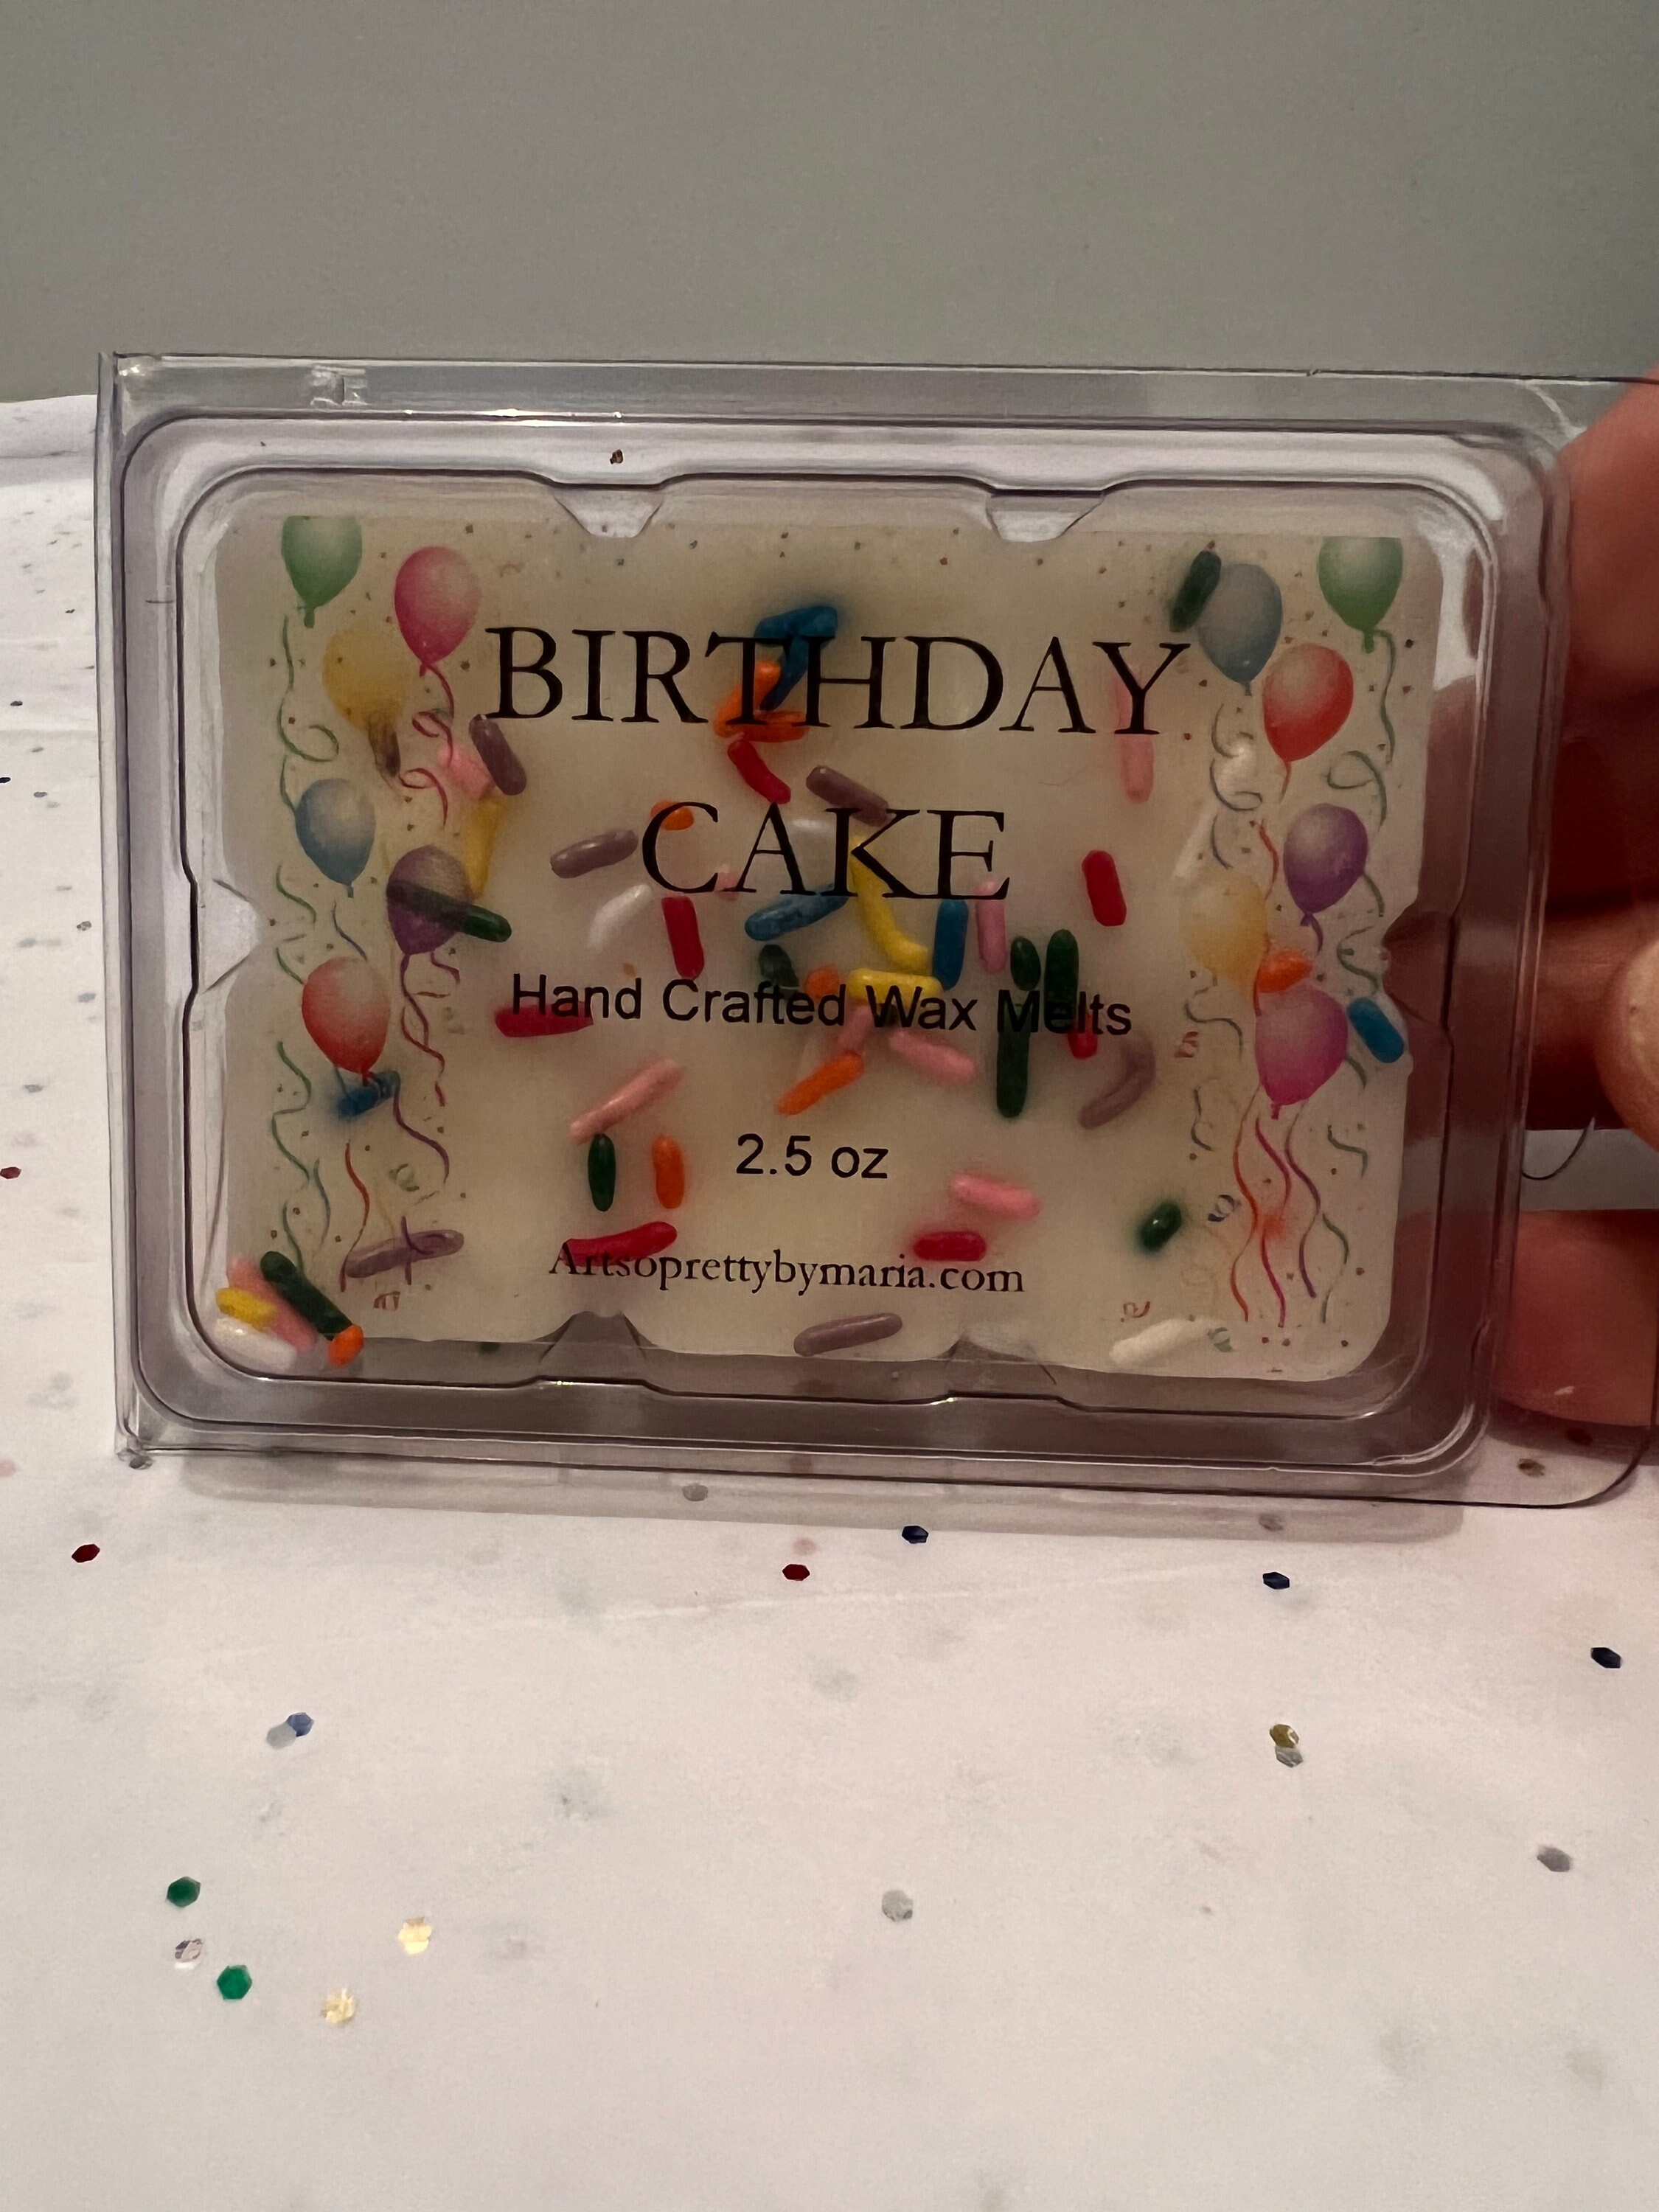 BIRTHDAY
CAKE
Hand Crafted Wax Melts
2.5 oz
Artsoprettybymaria.com